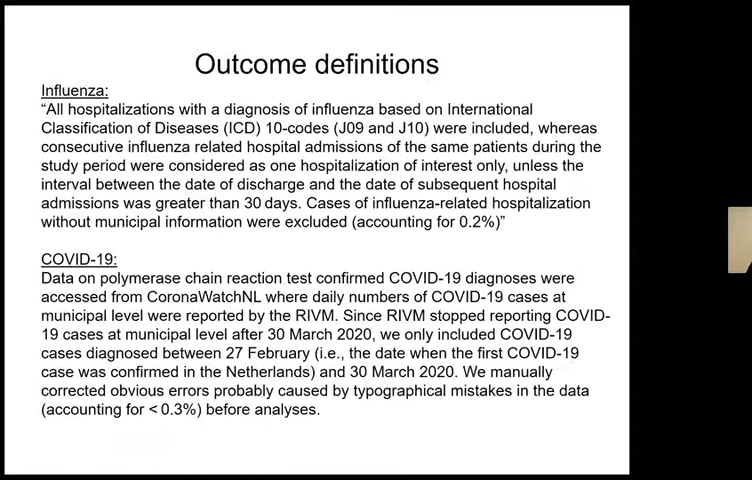 Outcome definitions
Influenza:
“All hospitalizations with a diagnosis of influenza based on International
Classification of Diseases (ICD) 10-codes (J09 and J10) were included, whereas
consecutive influenza related hospital admissions of the same patients during the
study period were considered as one hospitalization of interest only, unless the
interval between the date of discharge and the date of subsequent hospital
admissions was greater than 30 days. Cases of influenza-related hospitalization
without municipal information were excluded (accounting for 0.2%)”
COVID-19:
Data on polymerase chain reaction test confirmed COVID-19 diagnoses were
accessed from CoronaWatchNL where daily numbers of COVID-19 cases at
municipal level were reported by the RIVM. Since RIVM stopped reporting COVID-
19 cases at municipal level after 30 March 2020, we only included COVID-19
cases diagnosed between 27 February (i.e., the date when the first COVID-19
case was confirmed in the Netherlands) and 30 March 2020. We manually
corrected obvious errors probably caused by typographical mistakes in the data
(accounting for < 0.3%) before analyses.